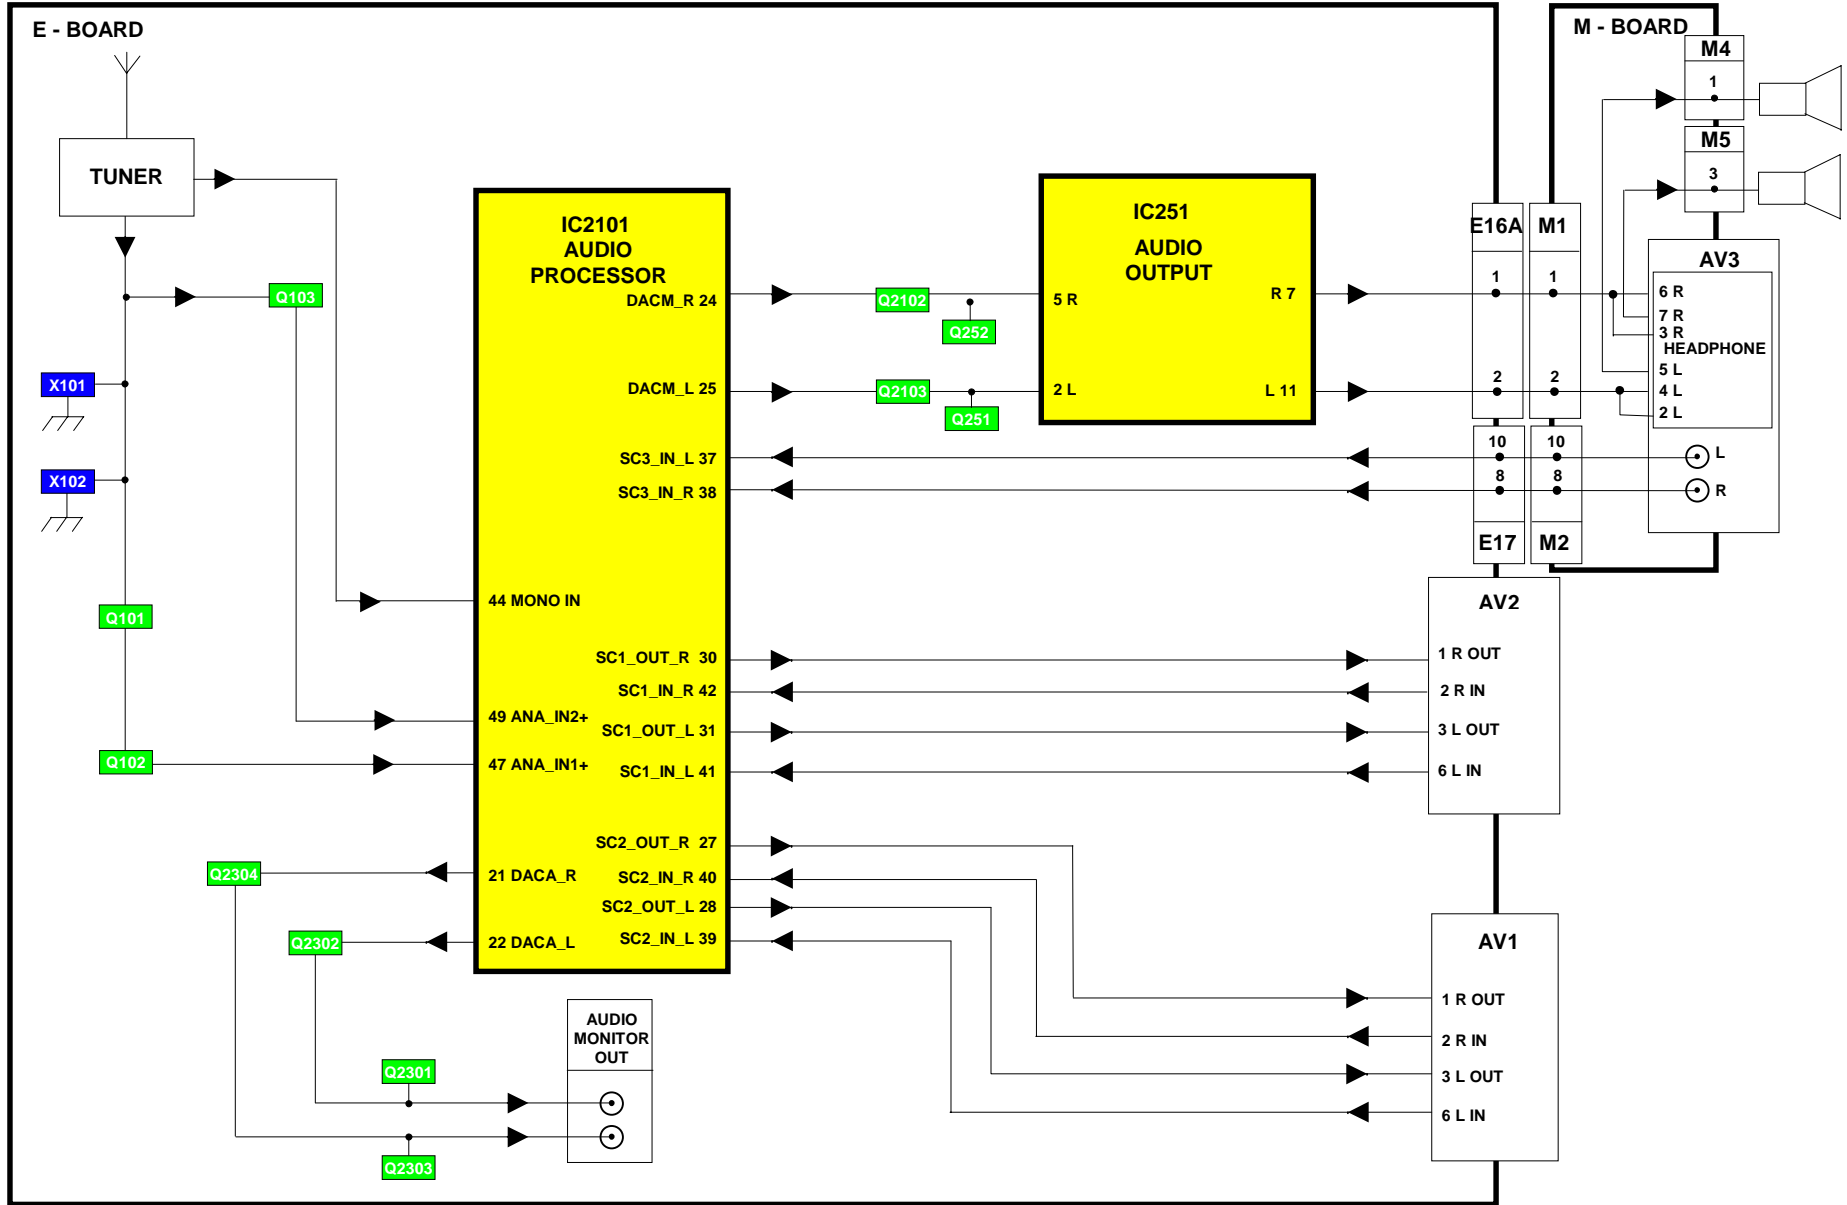 E - BOARD
M - BOARD
M4
1
M5
3
TUNER
IC2101
AUDIO
PROCESSOR
DACM_R 24
DACM_L 25
SC3_IN_L 37
SC3_IN_R 38
44 MONO IN
SC1_OUT_R 30
SC1_IN_R 42
49 ANA_IN2+
SC1_OUT_L 31
47 ANA_IN1+
SC1_IN_L 41
SC2_OUT_R 27
21 DACA_R
SC2_IN_R 40
SC2_OUT_L 28
22 DACA_L
SC2_IN_L 39
Q103
X101
X102
Q101
Q102
Q2304
Q2302
Q2301
Q2303
AUDIO
MONITOR
OUT
Q2102
Q252
Q2103
Q251
IC251
AUDIO
OUTPUT
5 R
R 7
2 L
L 11
E16A
1
2
10
8
E17
M1
1
2
10
8
M2
AV3
6 R
7 R
3 R
HEADPHONE
5 L
4 L
2 L
L
R
AV2
1 R OUT
2 R IN
3 L OUT
6 L IN
AV1
1 R OUT
2 R IN
3 L OUT
6 L IN